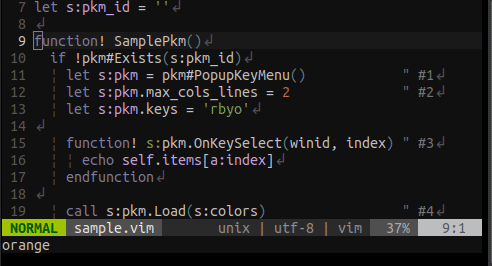 7 let s:pkm_id = ''↲
8 ↲
9 function! SamplePkm()↲
10 if !pkm#Exists(s:pkm_id)↲
11 ¦ let s:pkm = pkm#PopupKeyMenu() " #1↲
12 ¦ let s:pkm.max_cols_lines = 2 " #2↲
13 ¦ let s:pkm.keys = 'rbyo'↲
14 ↲
15 ¦ function! s:pkm.OnKeySelect(winid, index) " #3↲
16 ¦ ¦ echo self.items[a:index]↲
17 ¦ endfunction↲
18 ↲
19 ¦ call s:pkm.Load(s:colors) " #4↲
NORMAL sample.vim unix | utf-8 | vim 37% 9:1
orange